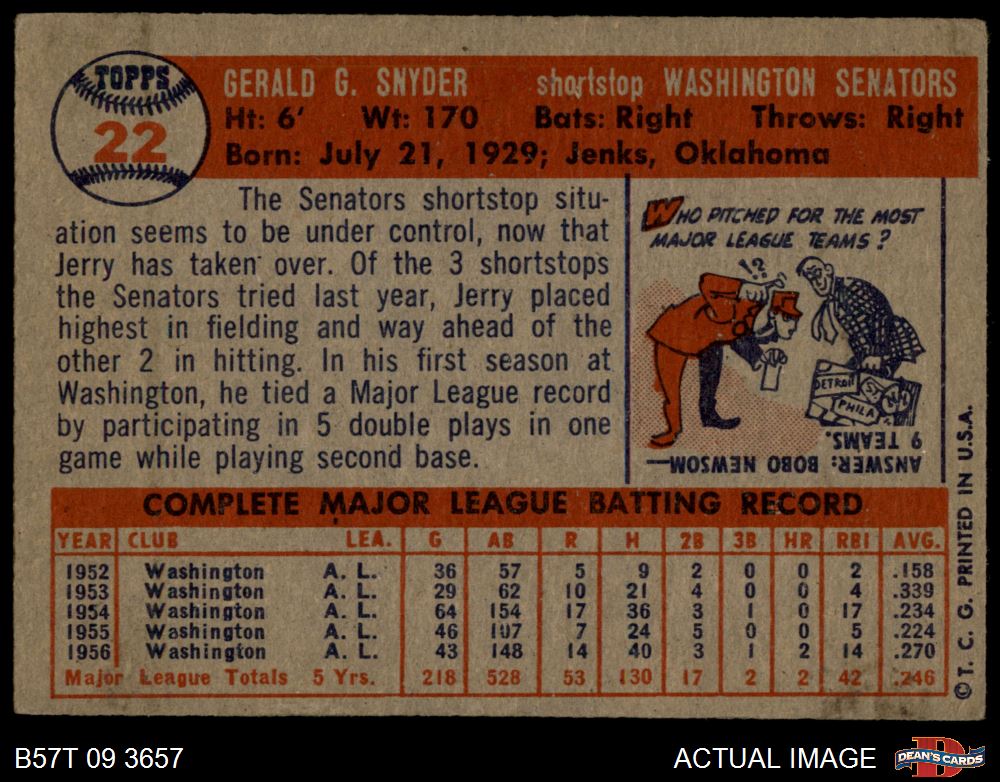 TOPPS
22
GERALD G. SNYDER shortstop WASHINGTON SENATORS
Ht: 6' Wt: 170 Bats: Right Throws: Right
Born: July 21, 1929; Jenks, Oklahoma
The Senators shortstop situ-
ation seems to be under control, now that
Jerry has taken over. Of the 3 shortstops
the Senators tried last year, Jerry placed
highest in fielding and way ahead of the
other 2 in hitting. In his first season at
Washington, he tied a Major League record
by participating in 5 double plays in one
game while playing second base.
WHO PITCHED FOR THE MOST
MAJOR LEAGUE TEAMS?
!?
DETROIT
PHILA
ANSWER: BOBO NEWSOM—
9 TEAMS.
COMPLETE MAJOR LEAGUE BATTING RECORD
YEAR CLUB LEA. G AB R H 2B 3B HR RBI AVG.
1952 Washington A. L. 36 57 5 9 2 0 0 2 .158
1953 Washington A. L. 29 62 10 21 4 0 0 4 .339
1954 Washington A. L. 64 154 17 36 3 1 0 17 .234
1955 Washington A. L. 46 107 7 24 5 0 0 5 .224
1956 Washington A. L. 43 148 14 40 3 1 2 14 .270
Major League Totals 5 Yrs. 218 528 53 130 17 2 2 42 .246
© T. C. G. PRINTED IN U.S.A.
B57T 09 3657
ACTUAL IMAGE
DEAN'S CARDS